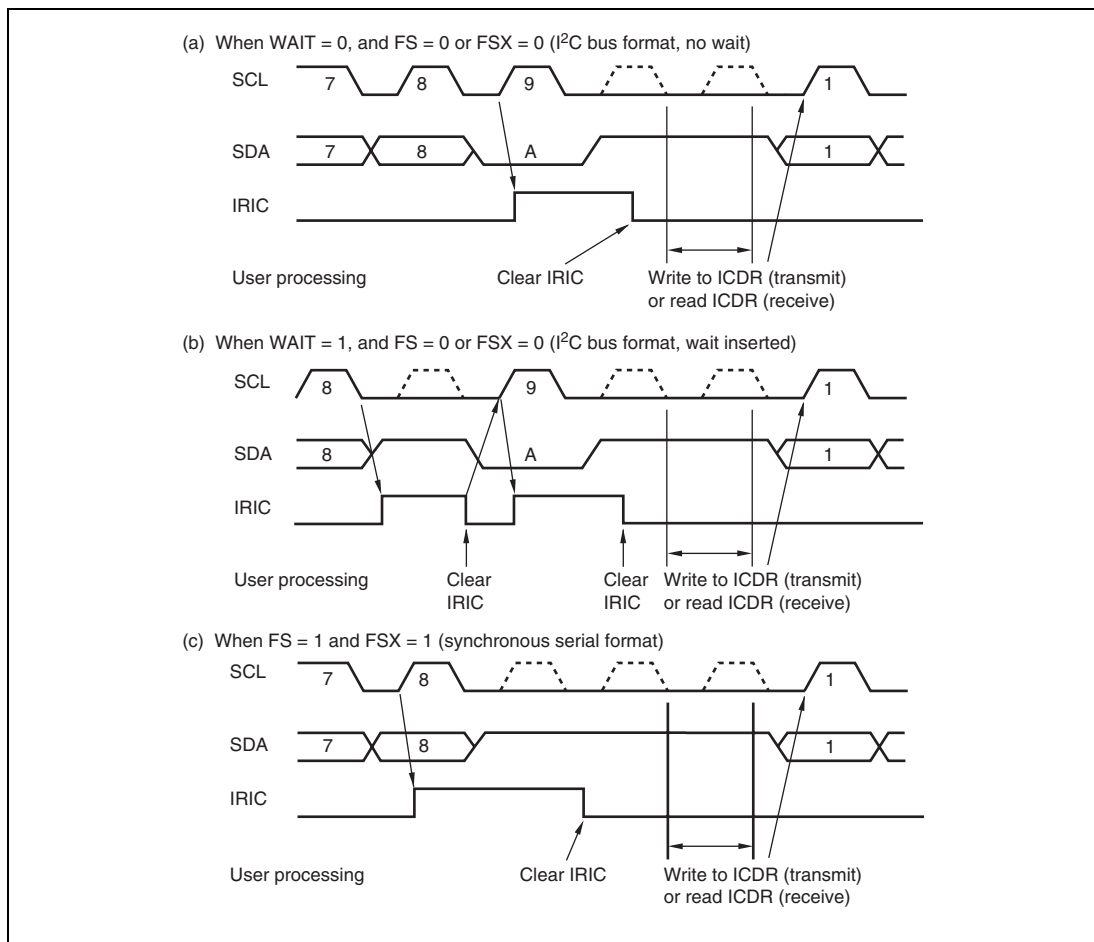 (a) When WAIT = 0, and FS = 0 or FSX = 0 (I²C bus format, no wait)
SCL
7
8
9
1
SDA
7
8
A
1
IRIC
User processing
Clear IRIC
Write to ICDR (transmit)
or read ICDR (receive)
(b) When WAIT = 1, and FS = 0 or FSX = 0 (I²C bus format, wait inserted)
SCL
8
9
1
SDA
8
A
1
IRIC
User processing
Clear
IRIC
Clear
IRIC
Write to ICDR (transmit)
or read ICDR (receive)
(c) When FS = 1 and FSX = 1 (synchronous serial format)
SCL
7
8
1
SDA
7
8
1
IRIC
User processing
Clear IRIC
Write to ICDR (transmit)
or read ICDR (receive)